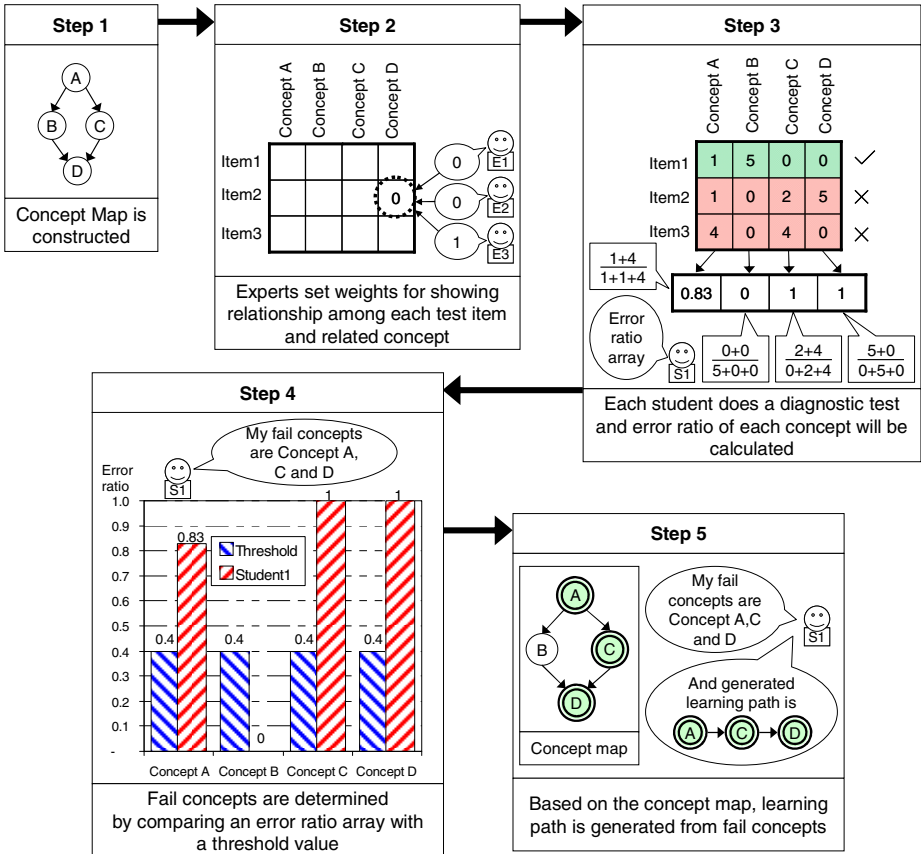 Step 1
A
B
C
D
Concept Map is
constructed
Step 2
Concept A
Concept B
Concept C
Concept D
Item1
Item2
Item3
0
0
E1
0
E2
1
E3
Experts set weights for showing
relationship among each test item
and related concept
Step 3
Concept A
Concept B
Concept C
Concept D
Item1 1 5 0 0
Item2 1 0 2 5
Item3 4 0 4 0
1+4
1+1+4
0.83 0 1 1
Error
ratio
array
S1
0+0
5+0+0
2+4
0+2+4
5+0
0+5+0
Each student does a diagnostic test
and error ratio of each concept will be
calculated
Step 4
My fail concepts
are Concept A,
C and D
S1
Error
ratio
1.0
0.9
0.8
0.7
0.6
0.5
0.4
0.3
0.2
0.1
-
0.4
0.83
0.4
0
0.4
1
0.4
1
Threshold
Student1
Concept A Concept B Concept C Concept D
Fail concepts are determined
by comparing an error ratio array with
a threshold value
Step 5
A
B
C
D
Concept map
My fail
concepts are
Concept A,C
and D
S1
And generated
learning path is
A C D
Based on the concept map, learning
path is generated from fail concepts